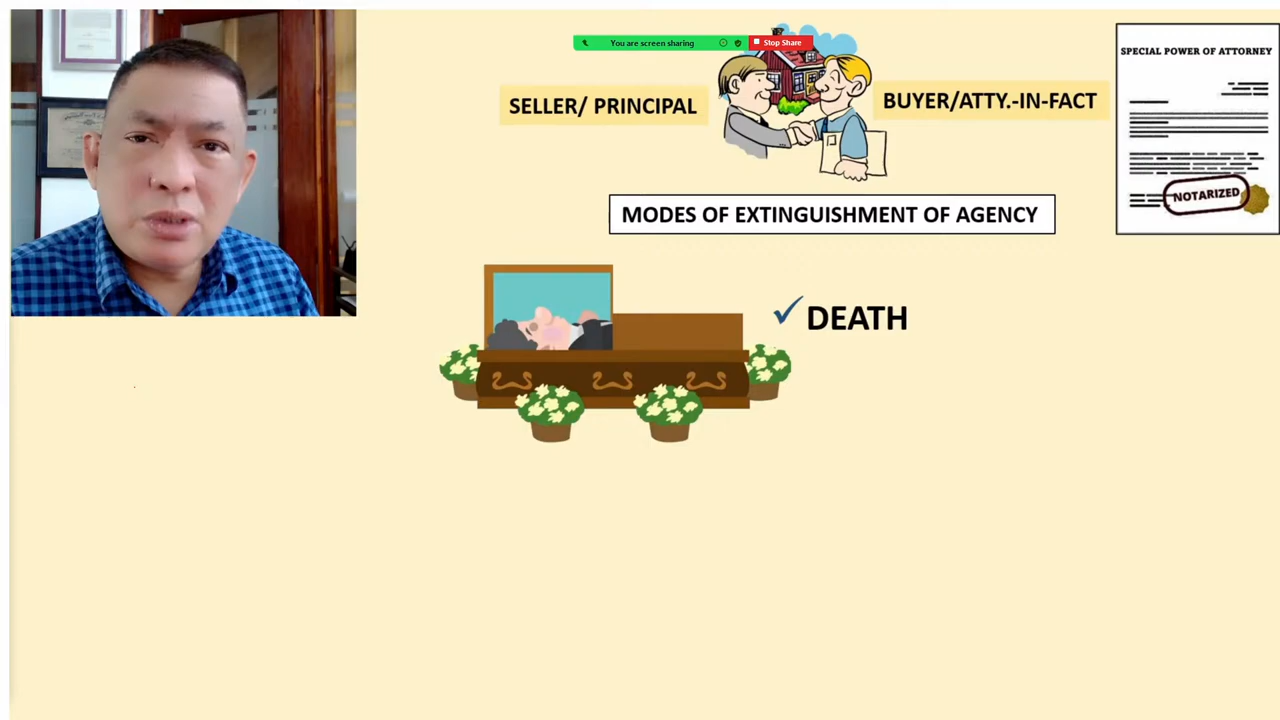 You are screen sharing
Stop Share
SELLER/ PRINCIPAL
BUYER/ATTY.-IN-FACT
SPECIAL POWER OF ATTORNEY
NOTARIZED
MODES OF EXTINGUISHMENT OF AGENCY
DEATH